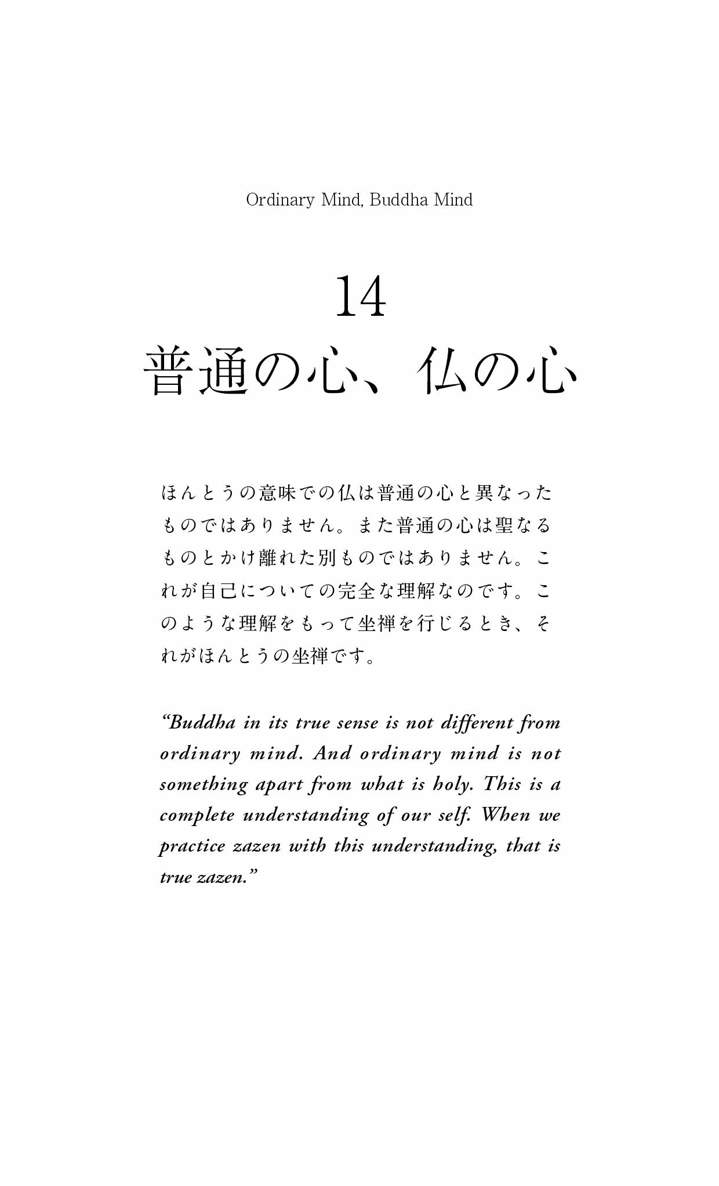 Ordinary Mind, Buddha Mind
14
普通の心、仏の心
ほんとうの意味での仏は普通の心と異なった
ものではありません。また普通の心は聖なる
ものとかけ離れた別ものではありません。こ
れが自己についての完全な理解なのです。こ
のような理解をもって坐禅を行じるとき、そ
れがほんとうの坐禅です。
“Buddha in its true sense is not different from
ordinary mind. And ordinary mind is not
something apart from what is holy. This is a
complete understanding of our self. When we
practice zazen with this understanding, that is
true zazen.”